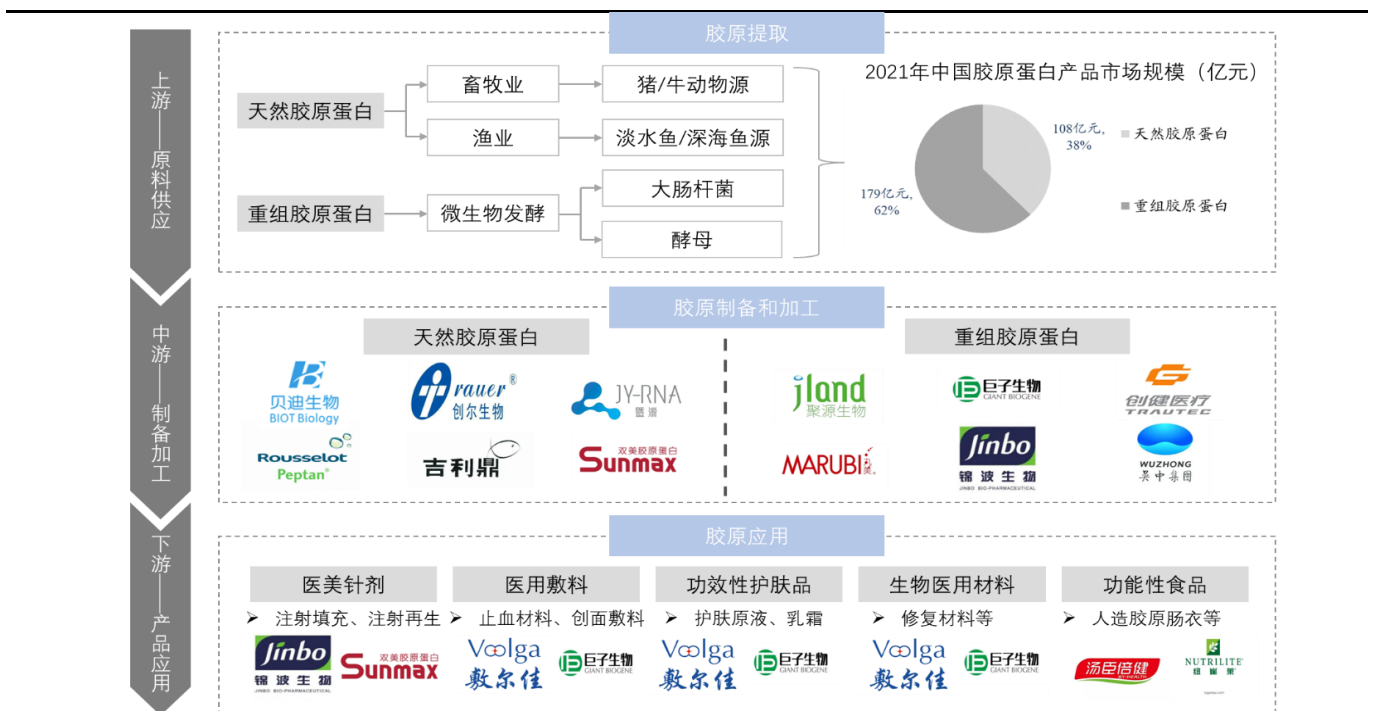 胶原提取
上游——原料供应
天然胶原蛋白
畜牧业
猪/牛动物源
渔业
淡水鱼/深海鱼源
重组胶原蛋白
微生物发酵
大肠杆菌
酵母
2021年中国胶原蛋白产品市场规模（亿元）
108亿元,
38%
179亿元,
62%
天然胶原蛋白
重组胶原蛋白
胶原制备和加工
中游——制备加工
天然胶原蛋白
贝迪生物
BIOT Biology
rauer®
创尔生物
JY-RNA
Rousselot
Peptan®
吉利鼎
双美胶原蛋白
Sunmax
重组胶原蛋白
jland
聚源生物
巨子生物
GIANT BIOGENE
创健医疗
TRAUTEC
MARUBI
Jinbo
锦波生物
JINBO BIO-PHARMACEUTICAL
WUZHONG
吴中集团
胶原应用
下游——产品应用
医美针剂
➢ 注射填充、注射再生
Jinbo
锦波生物
JINBO BIO-PHARMACEUTICAL
双美胶原蛋白
Sunmax
医用敷料
➢ 止血材料、创面敷料
Voolga
敷尔佳
巨子生物
GIANT BIOGENE
功效性护肤品
➢ 护肤原液、乳霜
Voolga
敷尔佳
巨子生物
GIANT BIOGENE
生物医用材料
➢ 修复材料等
Voolga
敷尔佳
巨子生物
GIANT BIOGENE
功能性食品
➢ 人造胶原肠衣等
汤臣倍健
BY-HEALTH
NUTRILITE
纽崔莱